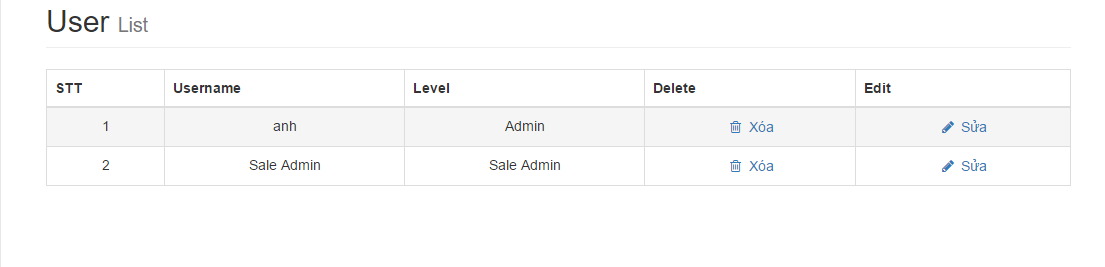 User List
STT Username Level Delete Edit
1 anh Admin Xóa Sửa
2 Sale Admin Sale Admin Xóa Sửa